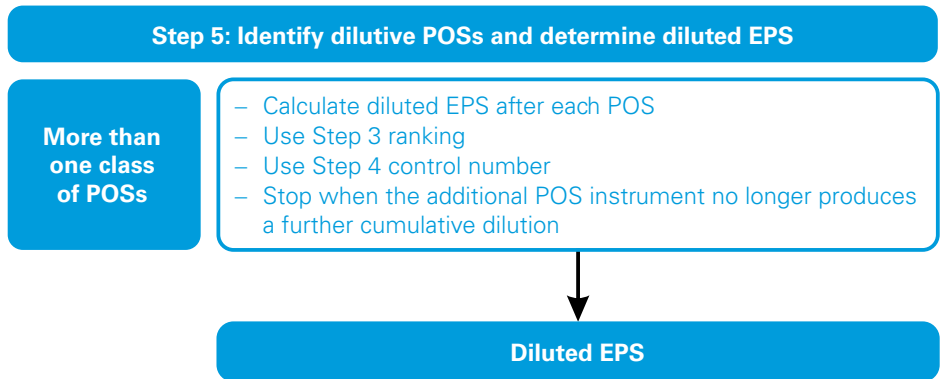 Step 5: Identify dilutive POSs and determine diluted EPS
More than
one class
of POSs
– Calculate diluted EPS after each POS
– Use Step 3 ranking
– Use Step 4 control number
– Stop when the additional POS instrument no longer produces
a further cumulative dilution
Diluted EPS